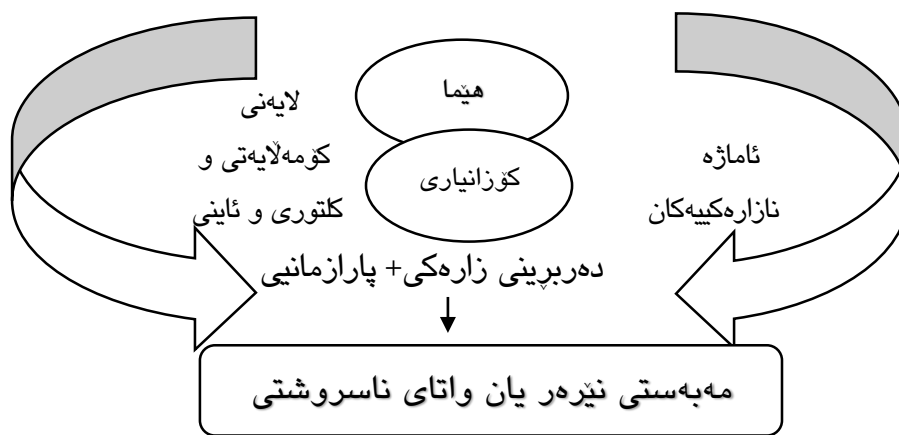 هێما
لایەنی
کۆمەڵایەتی و
کلتوری و ئاینی
کۆزانیاری
ئاماژە
نازارەکییەکان
دەربڕینی زارەکی+ پارازمانیی
مەبەستی نێرەر یان واتای ناسروشتی